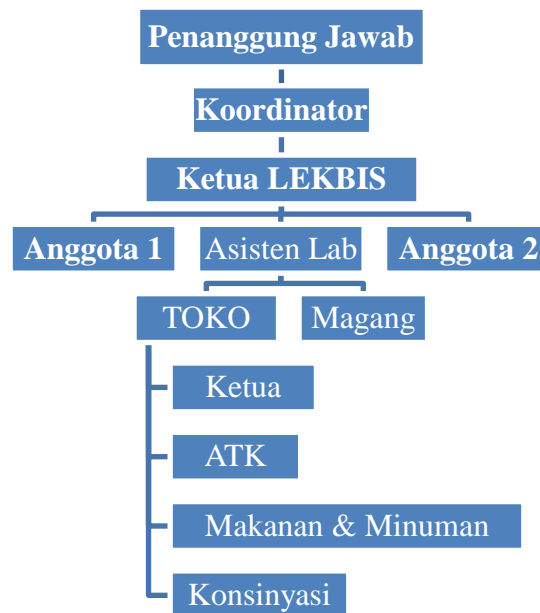 Penanggung Jawab
Koordinator
Ketua LEKBIS
Anggota 1
Asisten Lab
Anggota 2
TOKO
Magang
Ketua
ATK
Makanan & Minuman
Konsinyasi